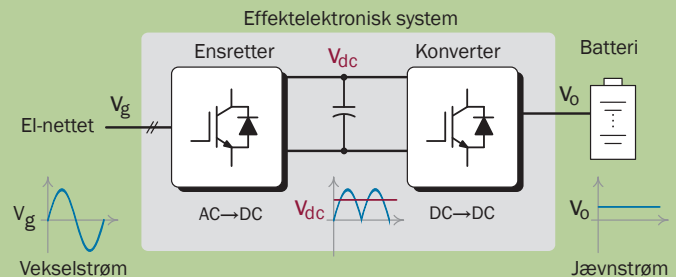 Effektelektronisk system
Ensretter
Konverter
Batteri
El-nettet
Vg
Vdc
Vo
AC→DC
DC→DC
Vg
Vdc
Vo
Vekselstrøm
Jævnstrøm